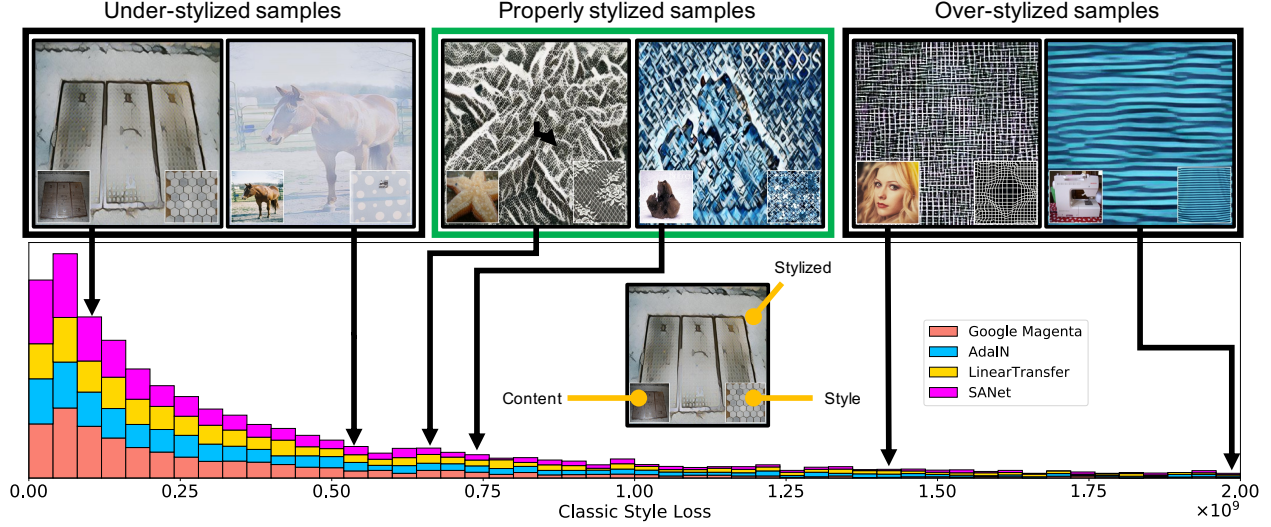 Under-stylized samples
Properly stylized samples
Over-stylized samples
Stylized
Content
Style
Google Magenta
AdaIN
LinearTransfer
SANet
0.00 0.25 0.50 0.75 1.00 1.25 1.50 1.75 2.00
×10⁹
Classic Style Loss